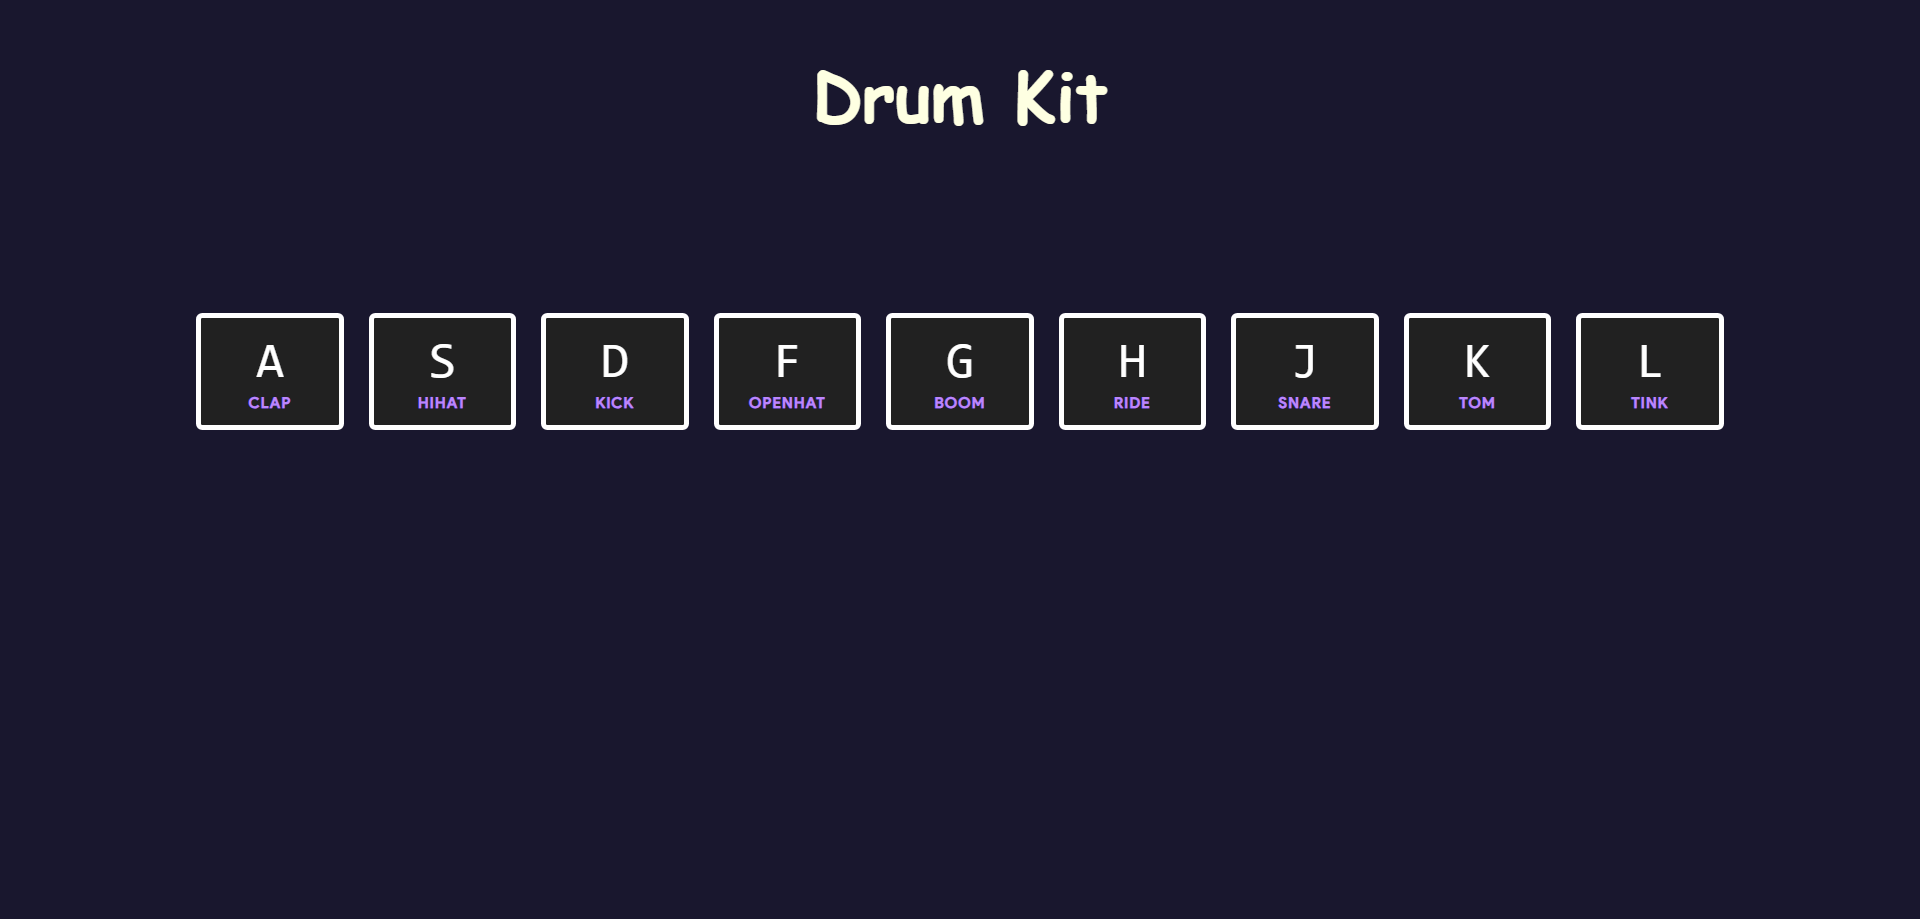 Drum Kit
A S D F G H J K L
CLAP HIHAT KICK OPENHAT BOOM RIDE SNARE TOM TINK